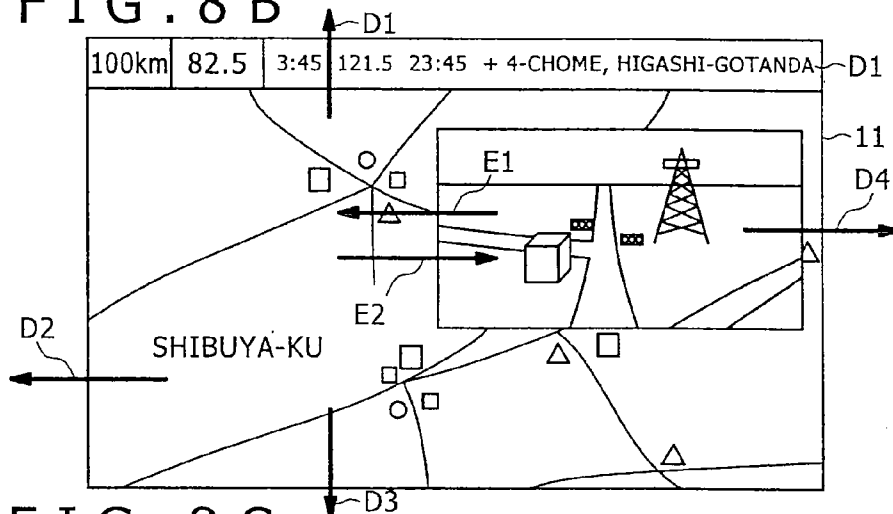 FIG. 8B
D1
100km 82.5 3:45 121.5 23:45 + 4-CHOME, HIGASHI-GOTANDA D1
11
E1
D4
E2
D2
SHIBUYA-KU
D3
FIG. 8C